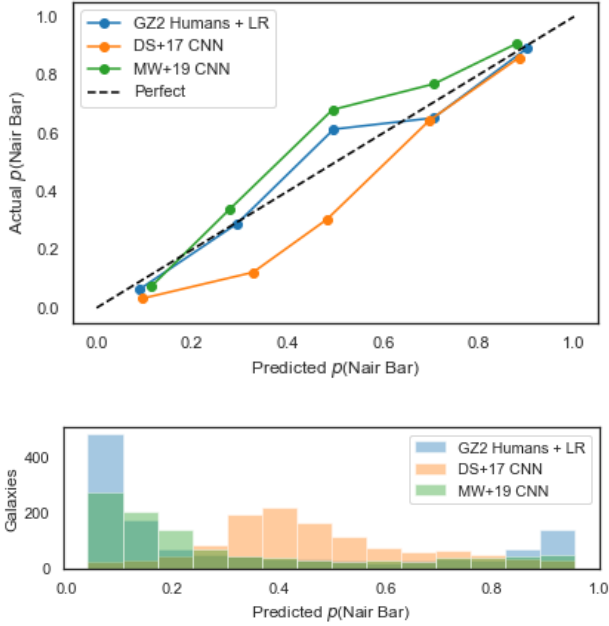 GZ2 Humans + LR
DS+17 CNN
MW+19 CNN
Perfect
Actual p(Nair Bar)
1.0
0.8
0.6
0.4
0.2
0.0
0.0 0.2 0.4 0.6 0.8 1.0
Predicted p(Nair Bar)
GZ2 Humans + LR
DS+17 CNN
MW+19 CNN
Galaxies
400
200
0
0.0 0.2 0.4 0.6 0.8 1.0
Predicted p(Nair Bar)